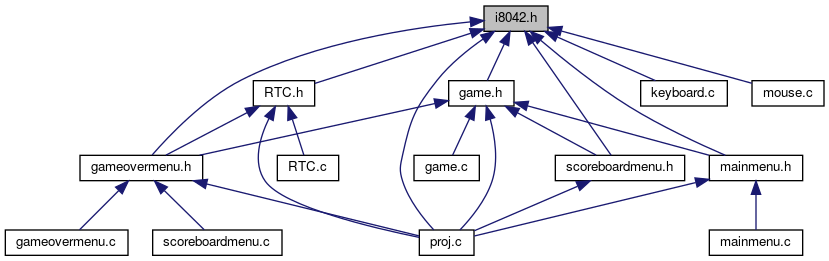 i8042.h
RTC.h
game.h
keyboard.c
mouse.c
gameovermenu.h
RTC.c
game.c
scoreboardmenu.h
mainmenu.h
gameovermenu.c
scoreboardmenu.c
proj.c
mainmenu.c